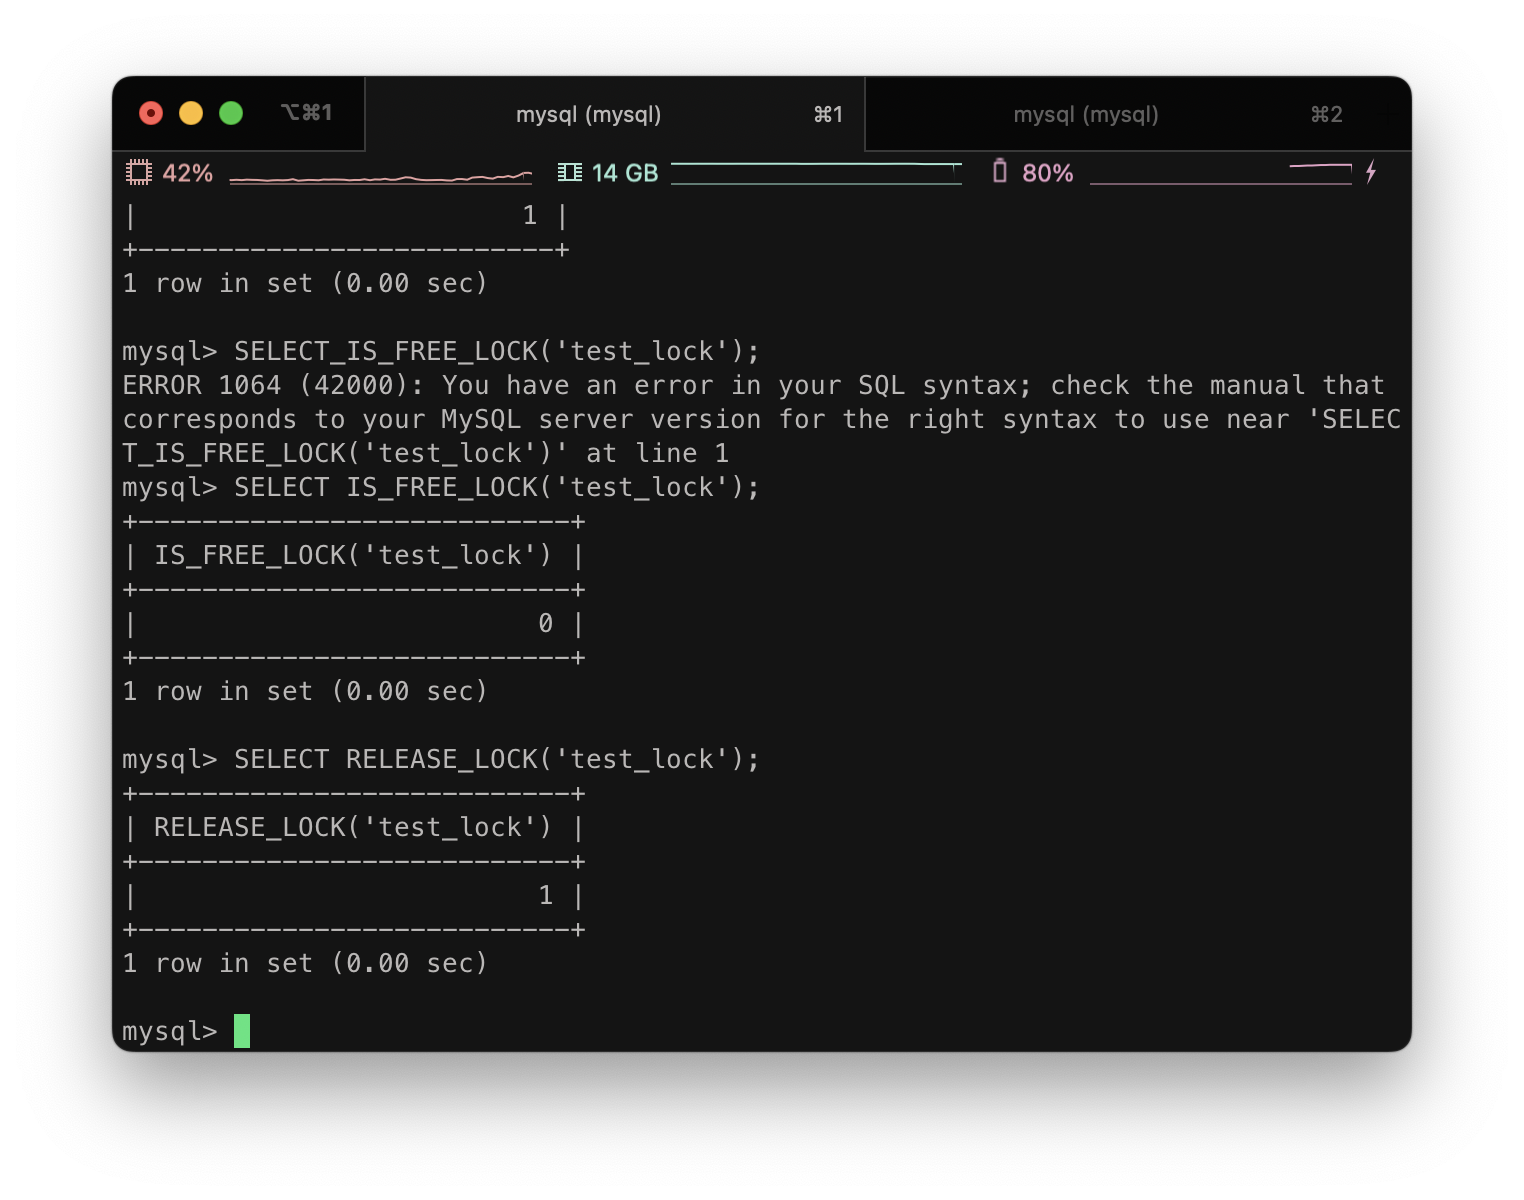 ⌥⌘1 mysql (mysql) ⌘1 mysql (mysql) ⌘2
42% 14 GB 80%
|                         1 |
+--------------------------+
1 row in set (0.00 sec)

mysql> SELECT_IS_FREE_LOCK('test_lock');
ERROR 1064 (42000): You have an error in your SQL syntax; check the manual that
corresponds to your MySQL server version for the right syntax to use near 'SELEC
T_IS_FREE_LOCK('test_lock')' at line 1
mysql> SELECT IS_FREE_LOCK('test_lock');
+---------------------------+
| IS_FREE_LOCK('test_lock') |
+---------------------------+
|                         0 |
+---------------------------+
1 row in set (0.00 sec)

mysql> SELECT RELEASE_LOCK('test_lock');
+---------------------------+
| RELEASE_LOCK('test_lock') |
+---------------------------+
|                         1 |
+---------------------------+
1 row in set (0.00 sec)

mysql>